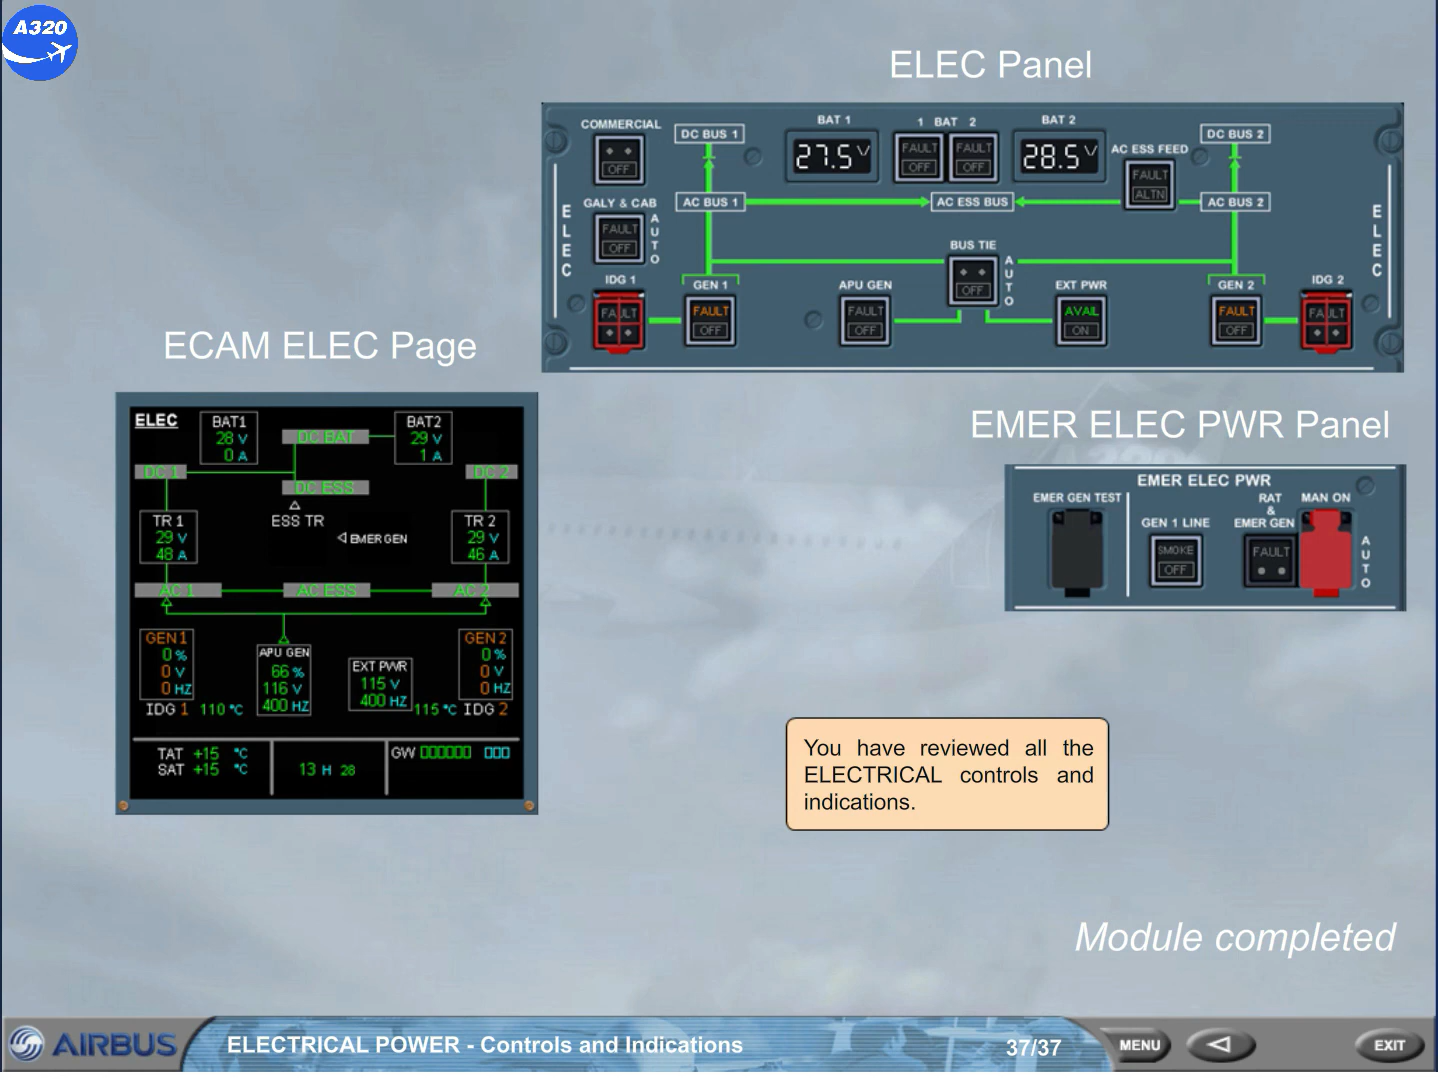 A320
ELEC Panel
COMMERCIAL
OFF
DC BUS 1
BAT 1
27.5 V
1 BAT 2
FAULT OFF
FAULT OFF
BAT 2
28.5 V
DC BUS 2
AC ESS FEED
FAULT
ALTN
GALY & CAB
FAULT
OFF
AUTO
AC BUS 1
AC ESS BUS
AC BUS 2
ELEC
ELEC
BUS TIE
OFF
AUTO
IDG 1
FAULT
GEN 1
FAULT
OFF
APU GEN
FAULT
OFF
EXT PWR
AVAIL
ON
GEN 2
FAULT
OFF
IDG 2
FAULT
ECAM ELEC Page
ELEC
BAT1
28 V
0 A
DC BAT
BAT2
29 V
1 A
DC 1
DC 2
DC ESS
ESS TR
EMER GEN
TR 1
29 V
48 A
TR 2
29 V
46 A
AC 1
AC ESS
AC 2
GEN 1
0 %
0 V
0 HZ
APU GEN
66 %
116 V
400 HZ
EXT PWR
115 V
400 HZ
GEN 2
0 %
0 V
0 HZ
IDG 1 110 °C
115 °C IDG 2
TAT +15 °C
SAT +15 °C
13 H 28
GW
EMER ELEC PWR Panel
EMER ELEC PWR
EMER GEN TEST
GEN 1 LINE
SMOKE
OFF
RAT
&
EMER GEN
FAULT
MAN ON
AUTO
You have reviewed all the
ELECTRICAL controls and
indications.
Module completed
AIRBUS
ELECTRICAL POWER - Controls and Indications
37/37
MENU
EXIT